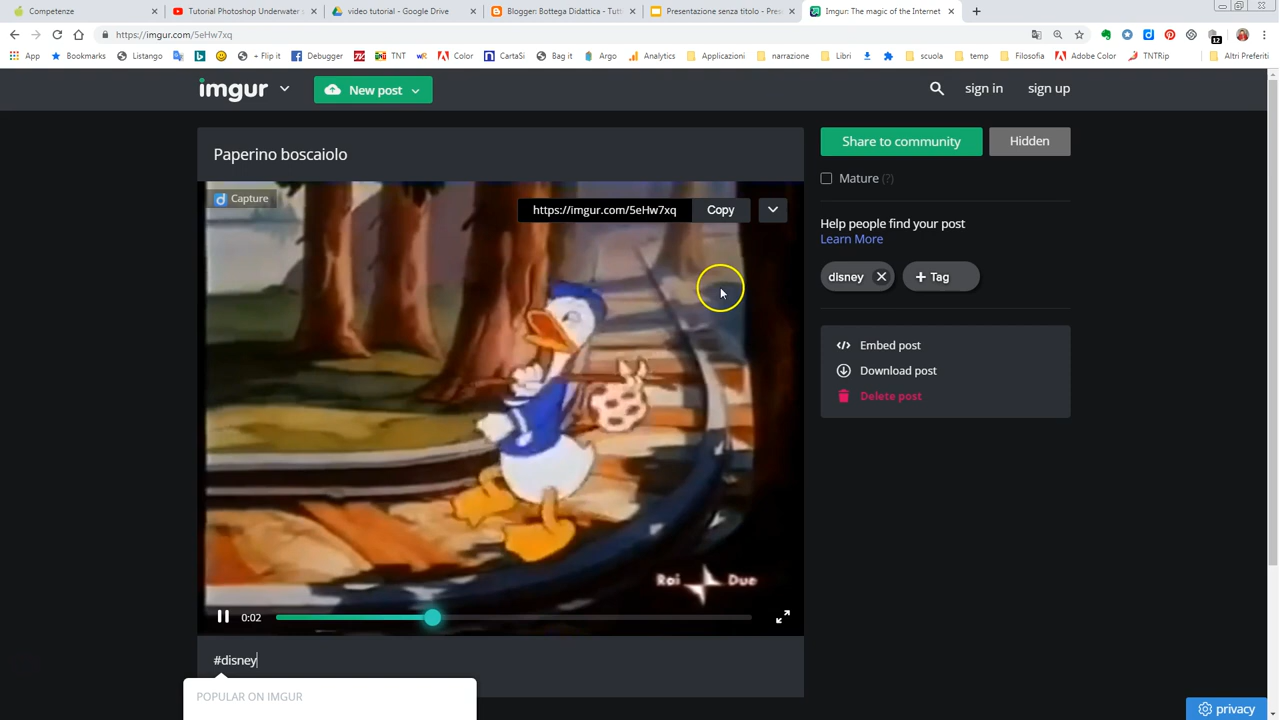 Competenze
Tutorial Photoshop Underwater s
video tutorial - Google Drive
Blogger: Bottega Didattica - Tut
Presentazione senza titolo - Prese
Imgur: The magic of the Internet
https://imgur.com/5eHw7xq
App Bookmarks Listango + Flip it Debugger TNT Color CartaSi Bag it Argo Analytics Applicazioni narrazione Libri scuola temp Filosofia Adobe Color TNTRip Altri Preferiti
imgur
New post
sign in
sign up
Paperino boscaiolo
Share to community
Hidden
Capture
https://imgur.com/5eHw7xq
Copy
Mature (?)
Help people find your post
Learn More
disney
+ Tag
Embed post
Download post
Delete post
Rai Due
0:02
#disney
POPULAR ON IMGUR
privacy